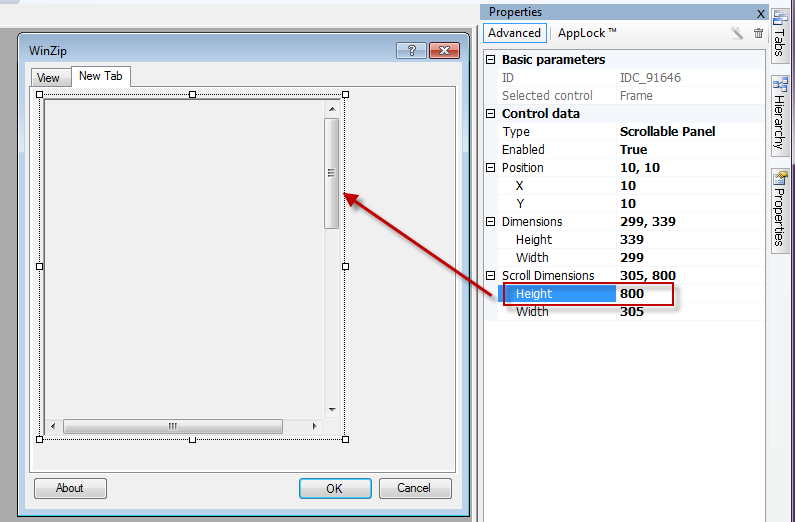 Properties
X
Advanced
AppLock ™
Tabs
Hierarchy
Properties
WinZip
?
View
New Tab
About
OK
Cancel
Basic parameters
ID IDC_91646
Selected control Frame
Control data
Type Scrollable Panel
Enabled True
Position 10, 10
X 10
Y 10
Dimensions 299, 339
Height 339
Width 299
Scroll Dimensions 305, 800
Height 800
Width 305